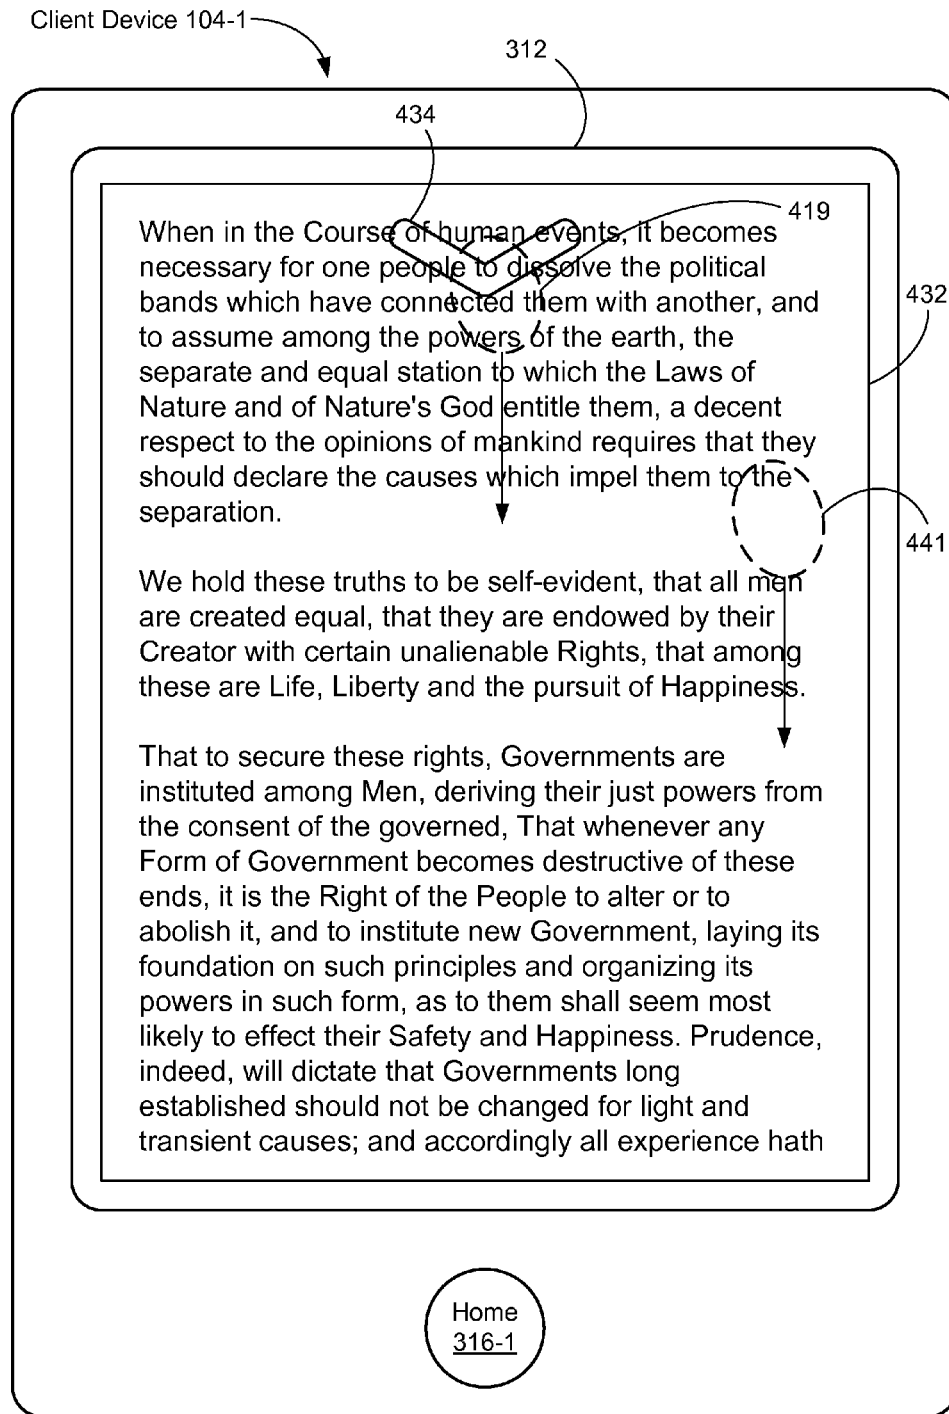 Client Device 104-1
312
434
419
When in the Course of human events, it becomes
necessary for one people to dissolve the political
bands which have connected them with another, and
432
to assume among the powers of the earth, the
separate and equal station to which the Laws of
Nature and of Nature's God entitle them, a decent
respect to the opinions of mankind requires that they
should declare the causes which impel them to the
separation.
441
We hold these truths to be self-evident, that all men
are created equal, that they are endowed by their
Creator with certain unalienable Rights, that among
these are Life, Liberty and the pursuit of Happiness.
That to secure these rights, Governments are
instituted among Men, deriving their just powers from
the consent of the governed, That whenever any
Form of Government becomes destructive of these
ends, it is the Right of the People to alter or to
abolish it, and to institute new Government, laying its
foundation on such principles and organizing its
powers in such form, as to them shall seem most
likely to effect their Safety and Happiness. Prudence,
indeed, will dictate that Governments long
established should not be changed for light and
transient causes; and accordingly all experience hath
Home
316-1